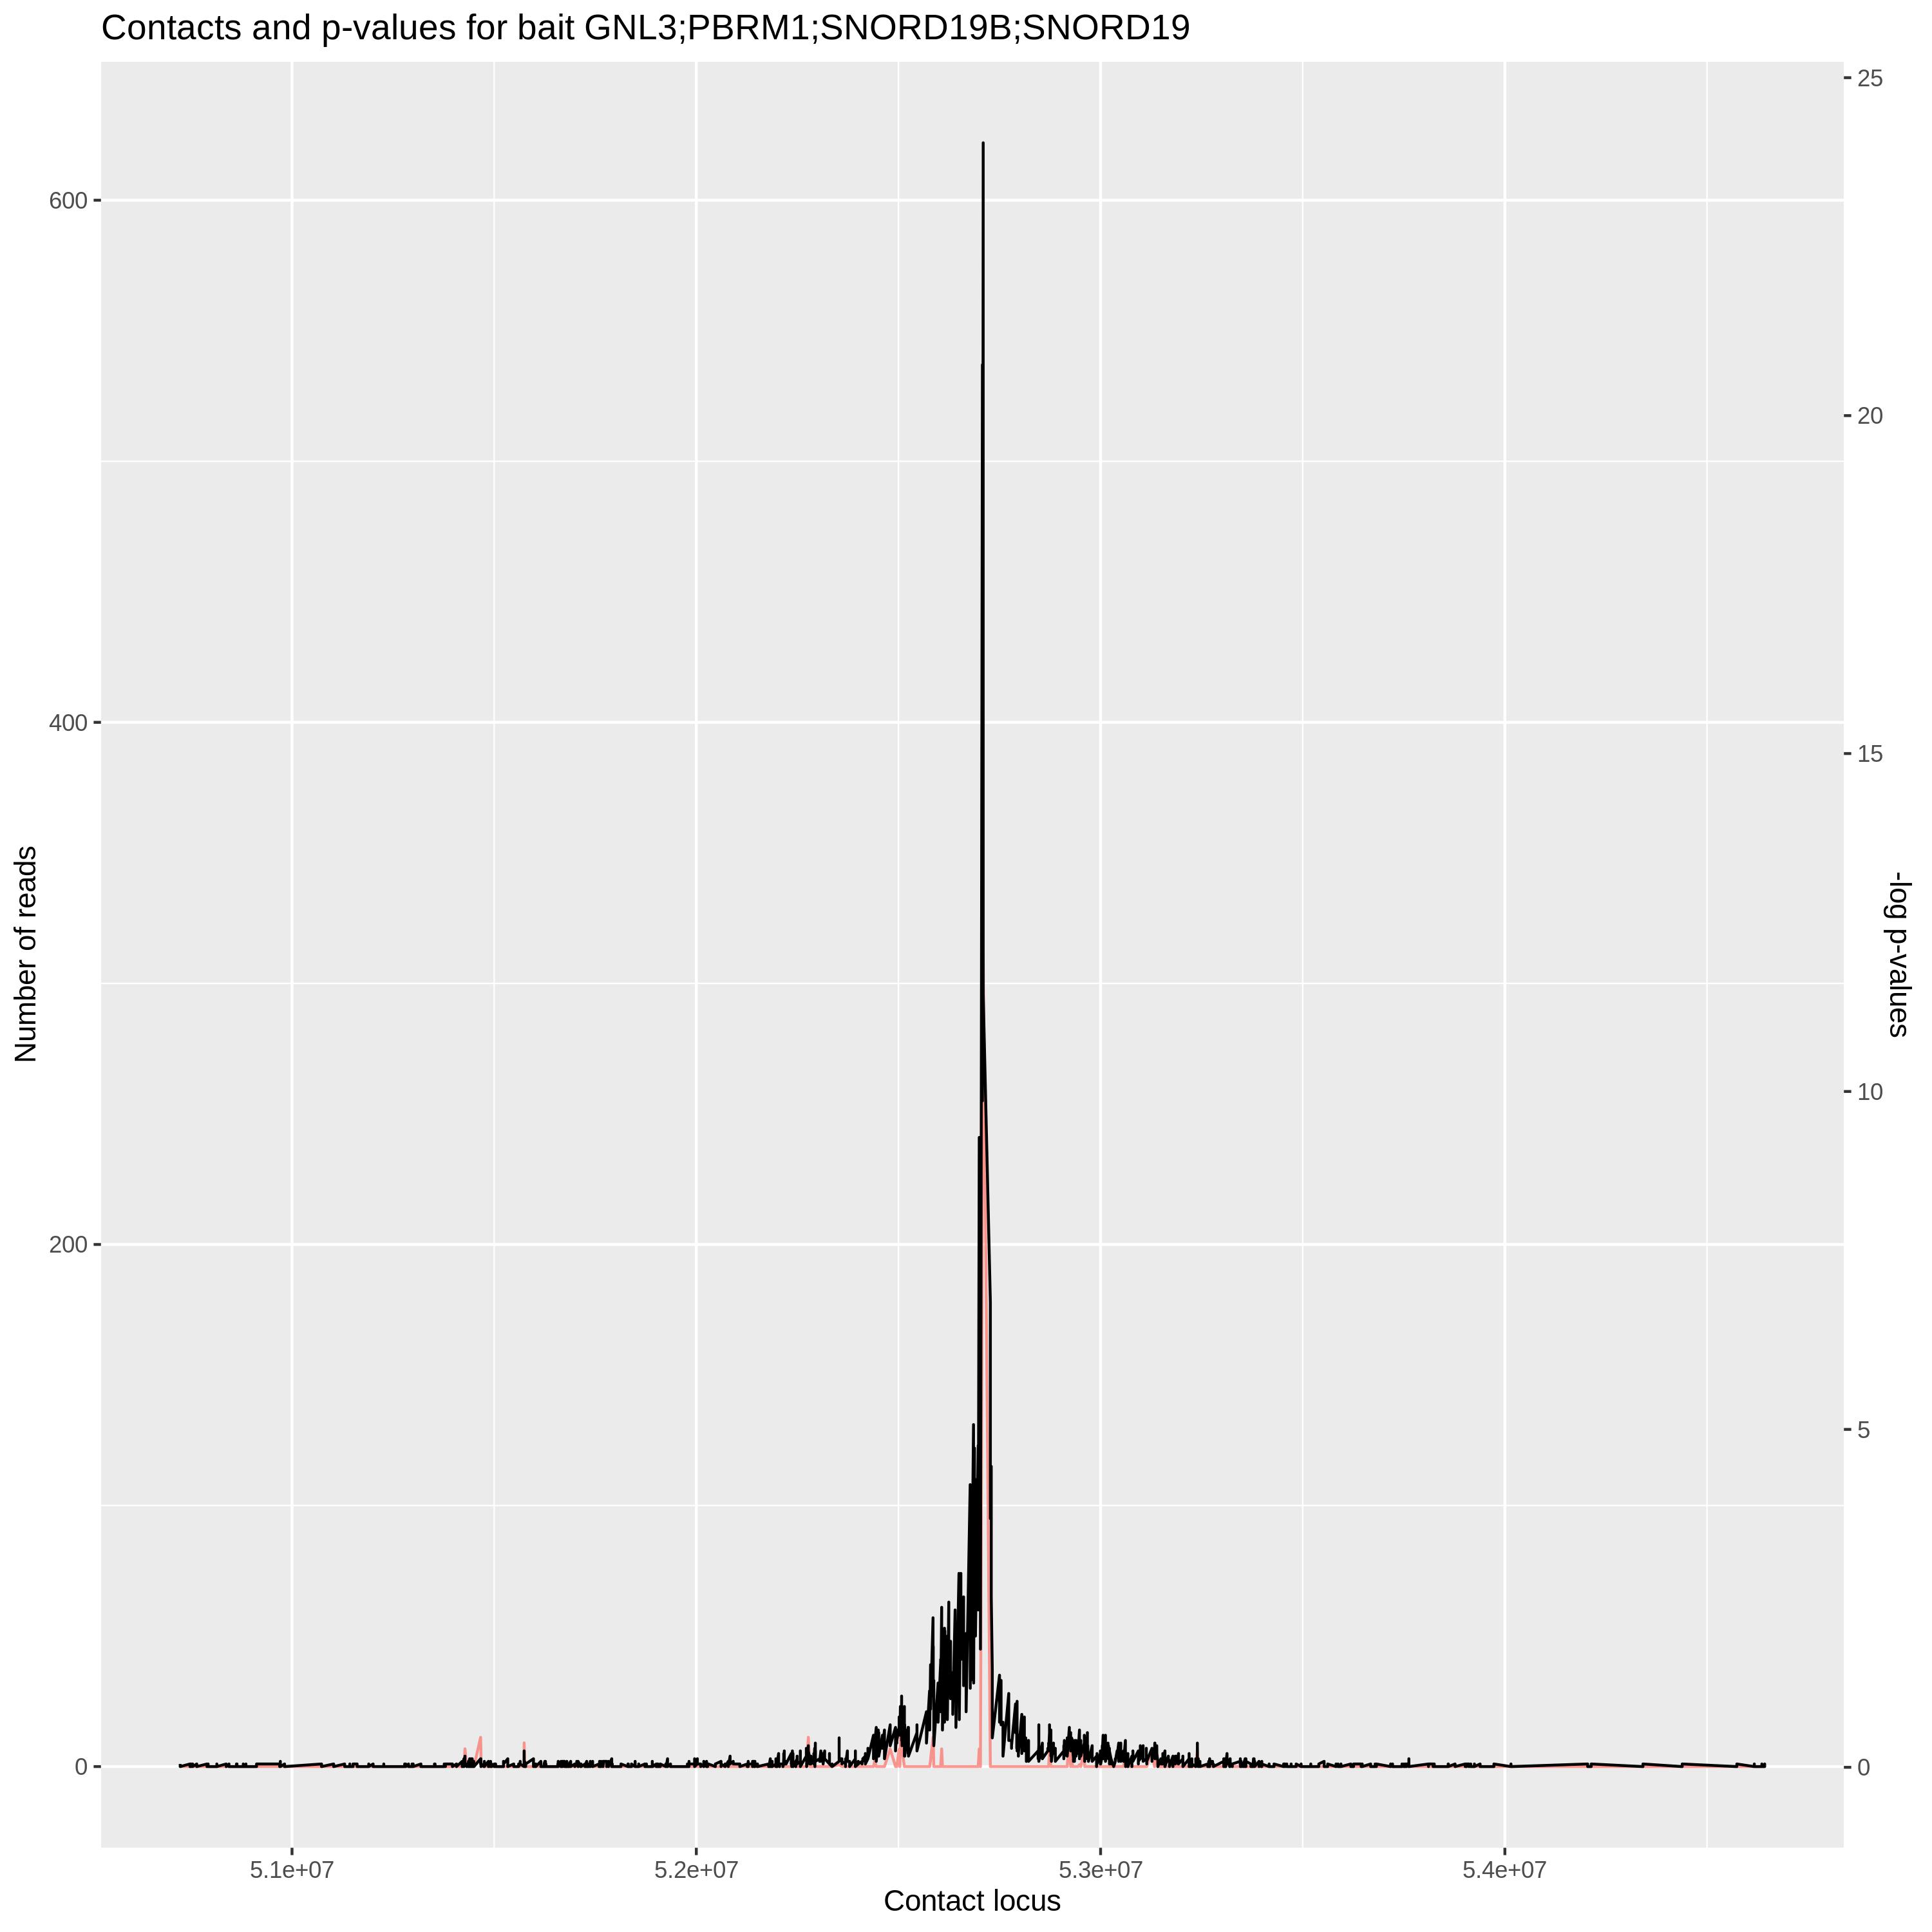 Contacts and p-values for bait GNL3;PBRM1;SNORD19B;SNORD19
25
600
20
400
15
Number of reads
-log p-values
10
200
5
0
0
5.1e+07
5.2e+07
5.3e+07
5.4e+07
Contact locus